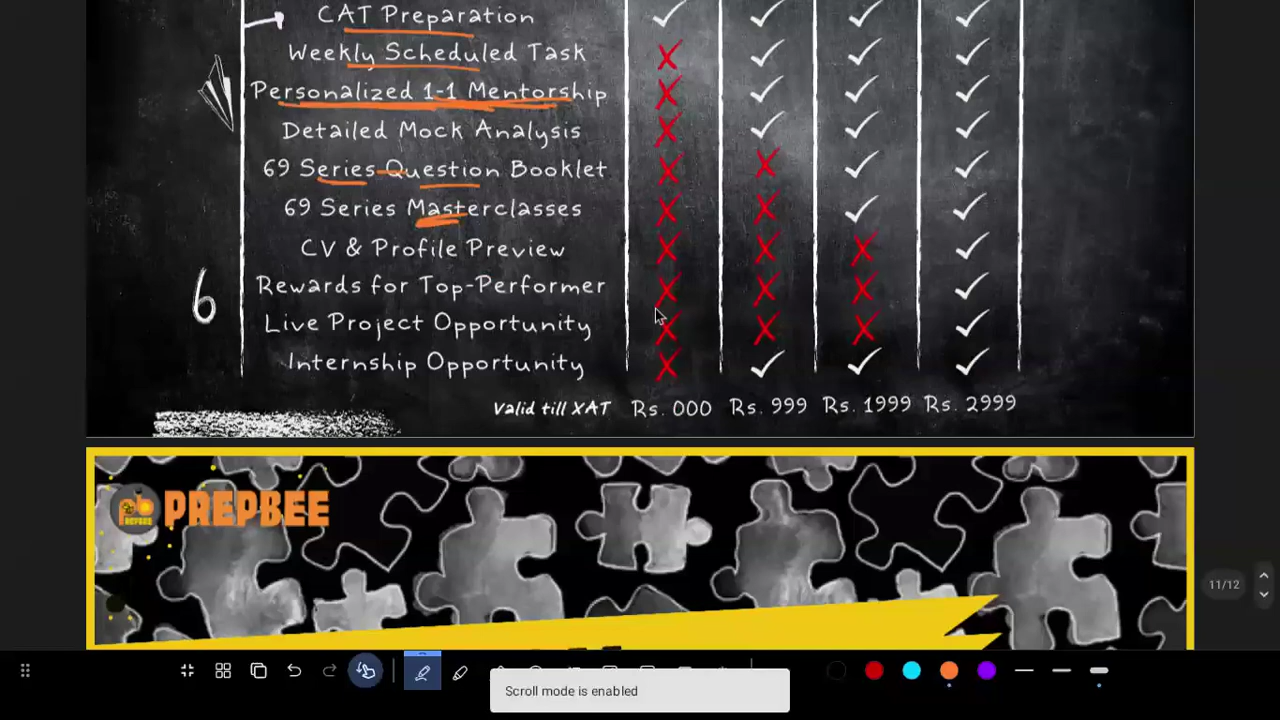 CAT Preparation
Weekly Scheduled Task
Personalized 1-1 Mentorship
Detailed Mock Analysis
69 Series Question Booklet
69 Series Masterclasses
CV & Profile Preview
Rewards for Top-Performer
6
Live Project Opportunity
Internship Opportunity
Valid till XAT Rs. 000 Rs. 999 Rs. 1999 Rs. 2999
pb PREPBEE
11/12
Scroll mode is enabled